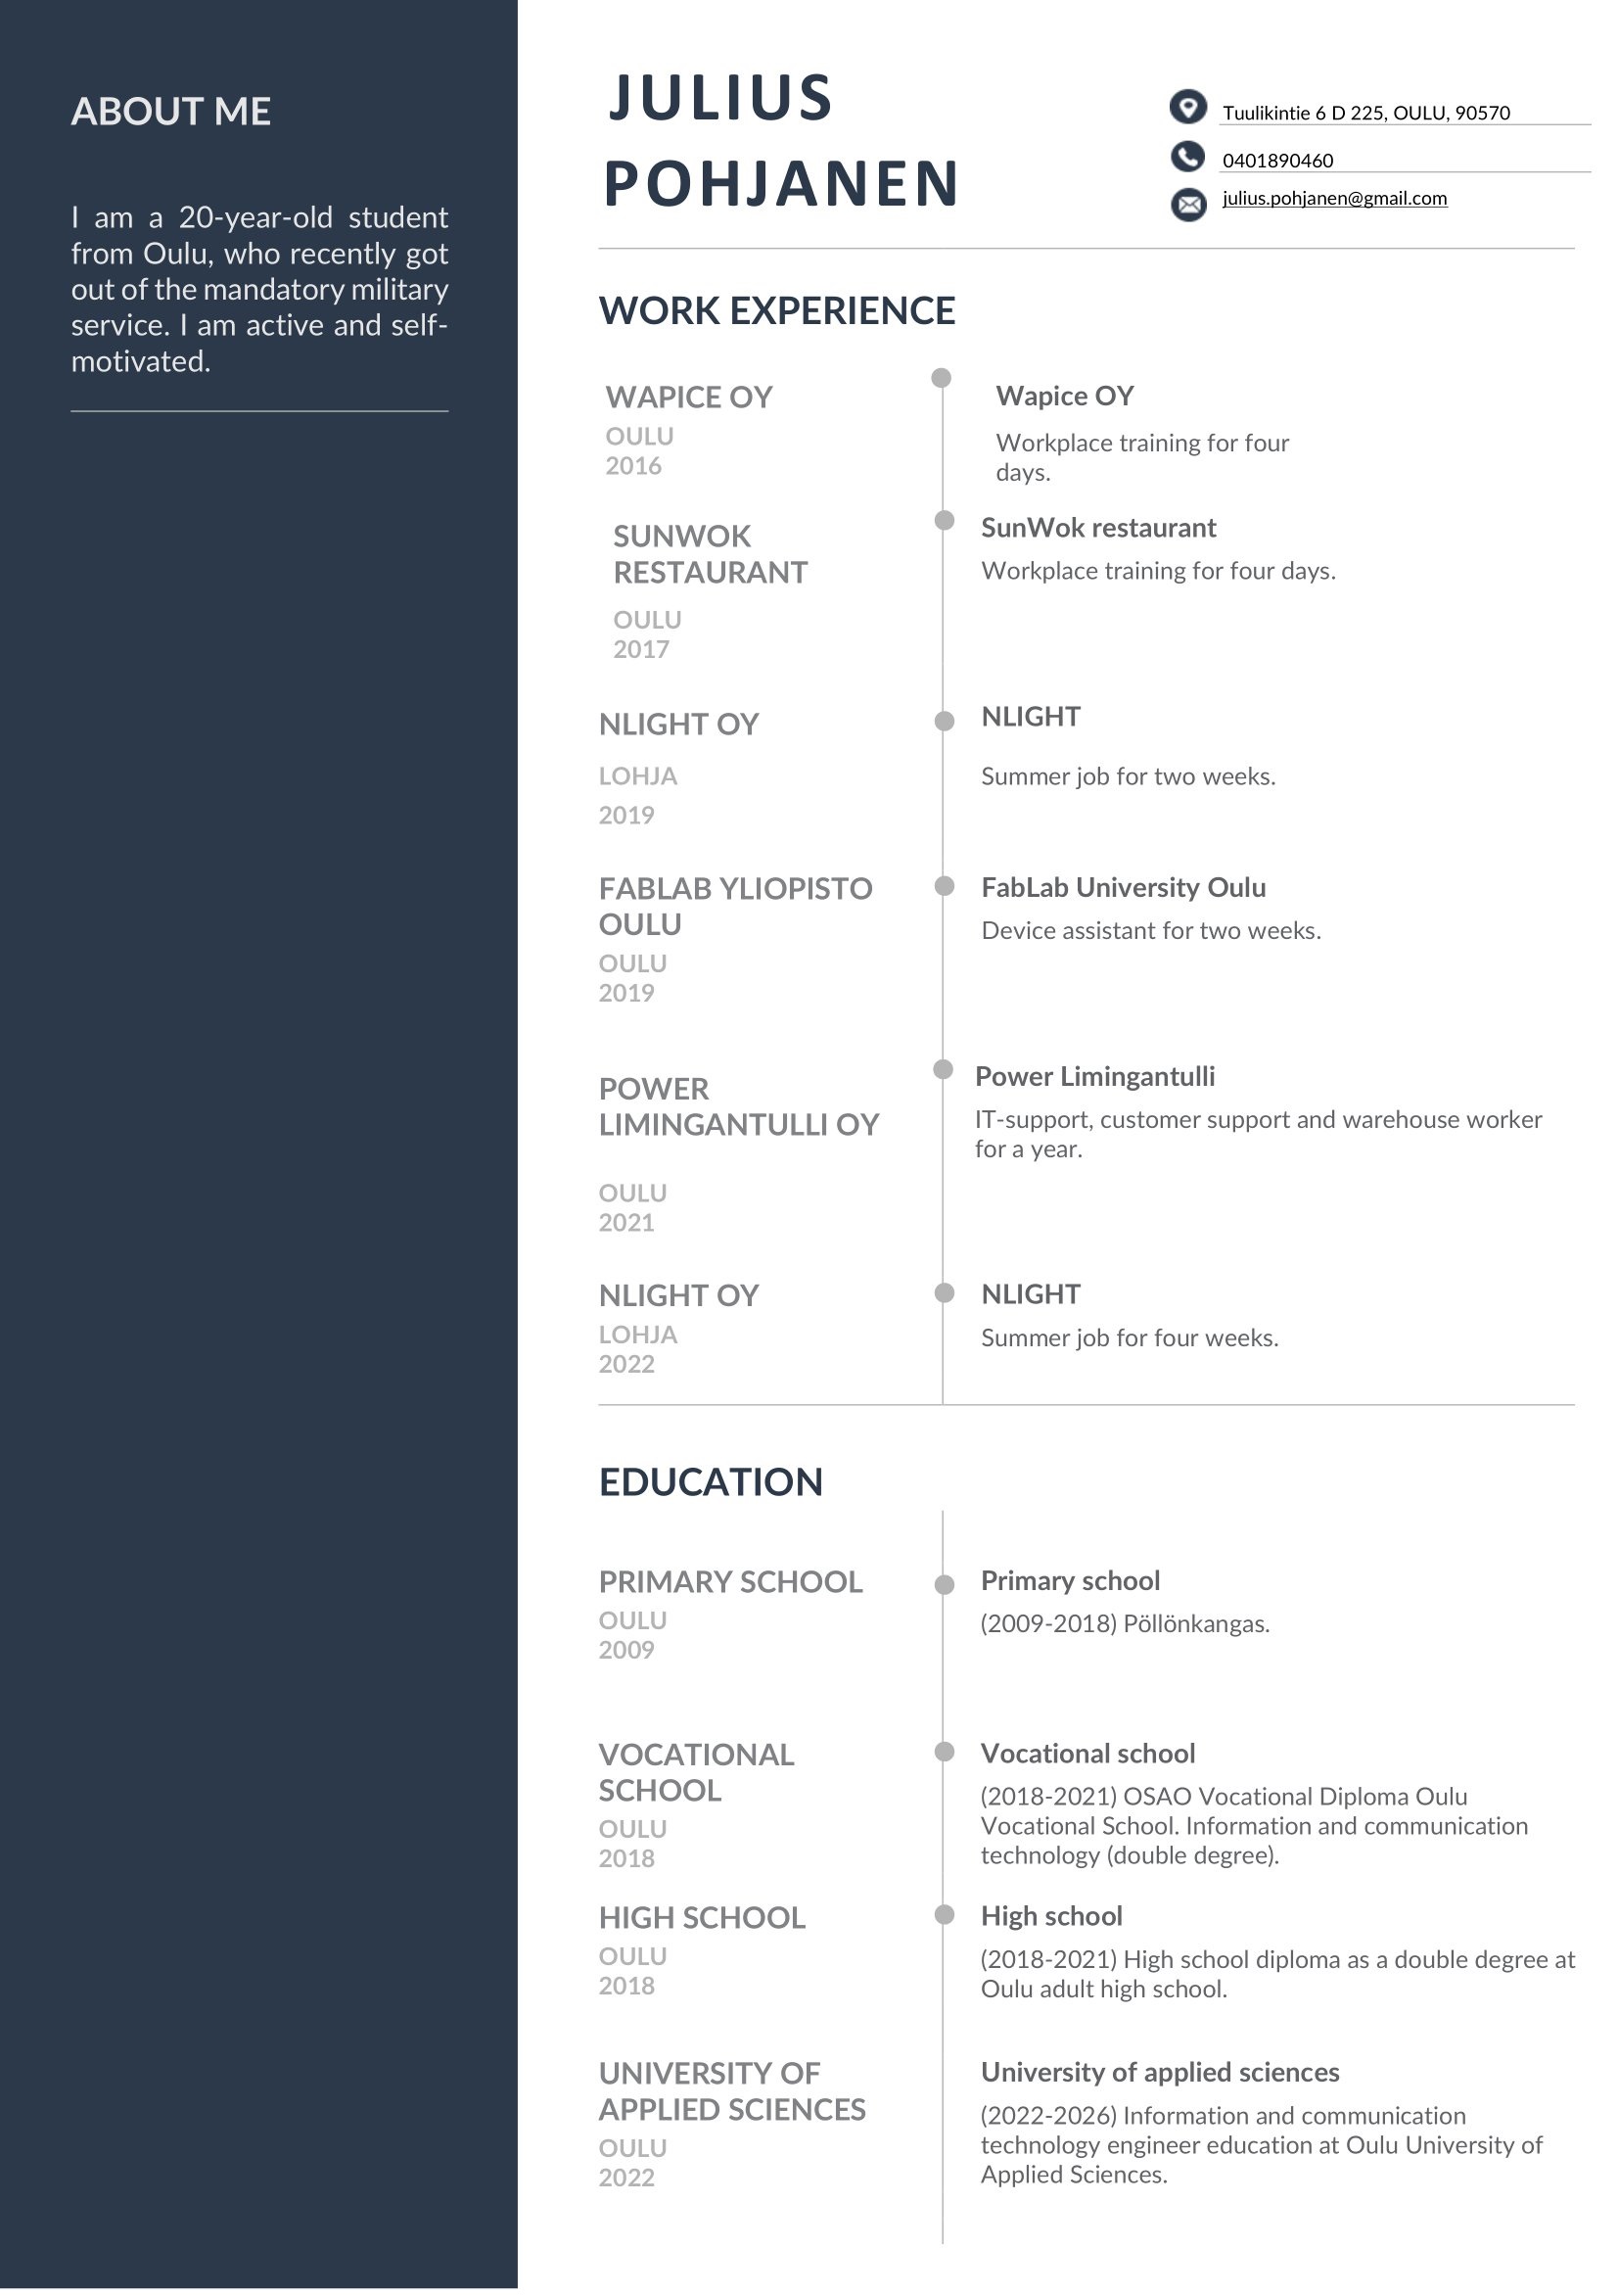 ABOUT ME
I am a 20-year-old student
from Oulu, who recently got
out of the mandatory military
service. I am active and self-
motivated.
JULIUS
POHJANEN
Tuulikintie 6 D 225, OULU, 90570
0401890460
julius.pohjanen@gmail.com
WORK EXPERIENCE
WAPICE OY
OULU
2016
Wapice OY
Workplace training for four
days.
SUNWOK
RESTAURANT
OULU
2017
SunWok restaurant
Workplace training for four days.
NLIGHT OY
LOHJA
2019
NLIGHT
Summer job for two weeks.
FABLAB YLIOPISTO
OULU
OULU
2019
FabLab University Oulu
Device assistant for two weeks.
POWER
LIMINGANTULLI OY
OULU
2021
Power Limingantulli
IT-support, customer support and warehouse worker
for a year.
NLIGHT OY
LOHJA
2022
NLIGHT
Summer job for four weeks.
EDUCATION
PRIMARY SCHOOL
OULU
2009
Primary school
(2009-2018) Pöllönkangas.
VOCATIONAL
SCHOOL
OULU
2018
Vocational school
(2018-2021) OSAO Vocational Diploma Oulu
Vocational School. Information and communication
technology (double degree).
HIGH SCHOOL
OULU
2018
High school
(2018-2021) High school diploma as a double degree at
Oulu adult high school.
UNIVERSITY OF
APPLIED SCIENCES
OULU
2022
University of applied sciences
(2022-2026) Information and communication
technology engineer education at Oulu University of
Applied Sciences.